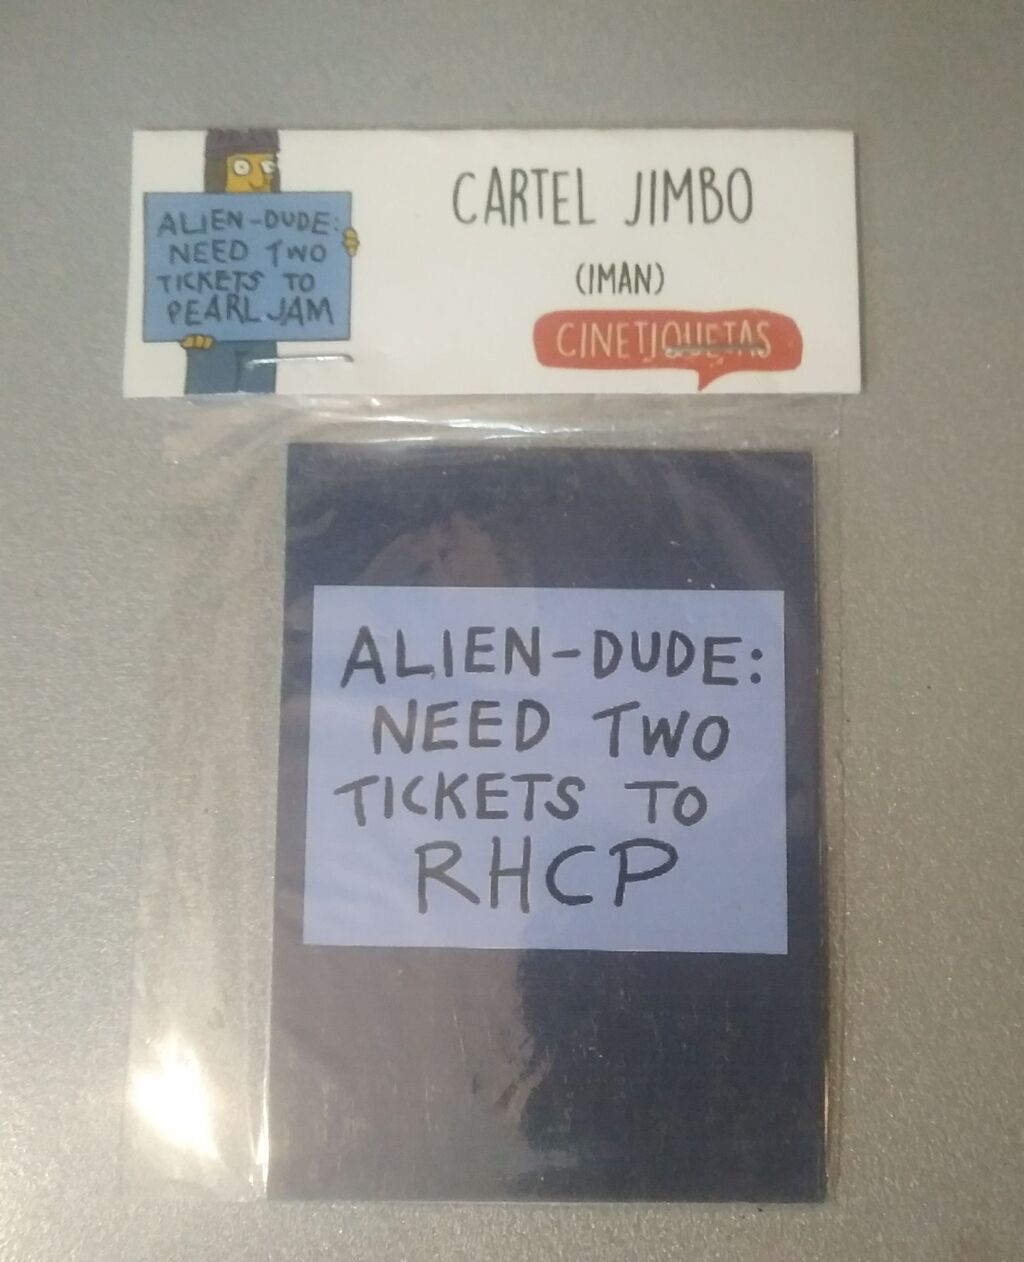 ALIEN-DUDE:
NEED TWO
TICKETS TO
PEARL JAM
CARTEL JIMBO
(IMAN)
CINETIQUETAS
ALIEN-DUDE:
NEED TWO
TICKETS TO
RHCP